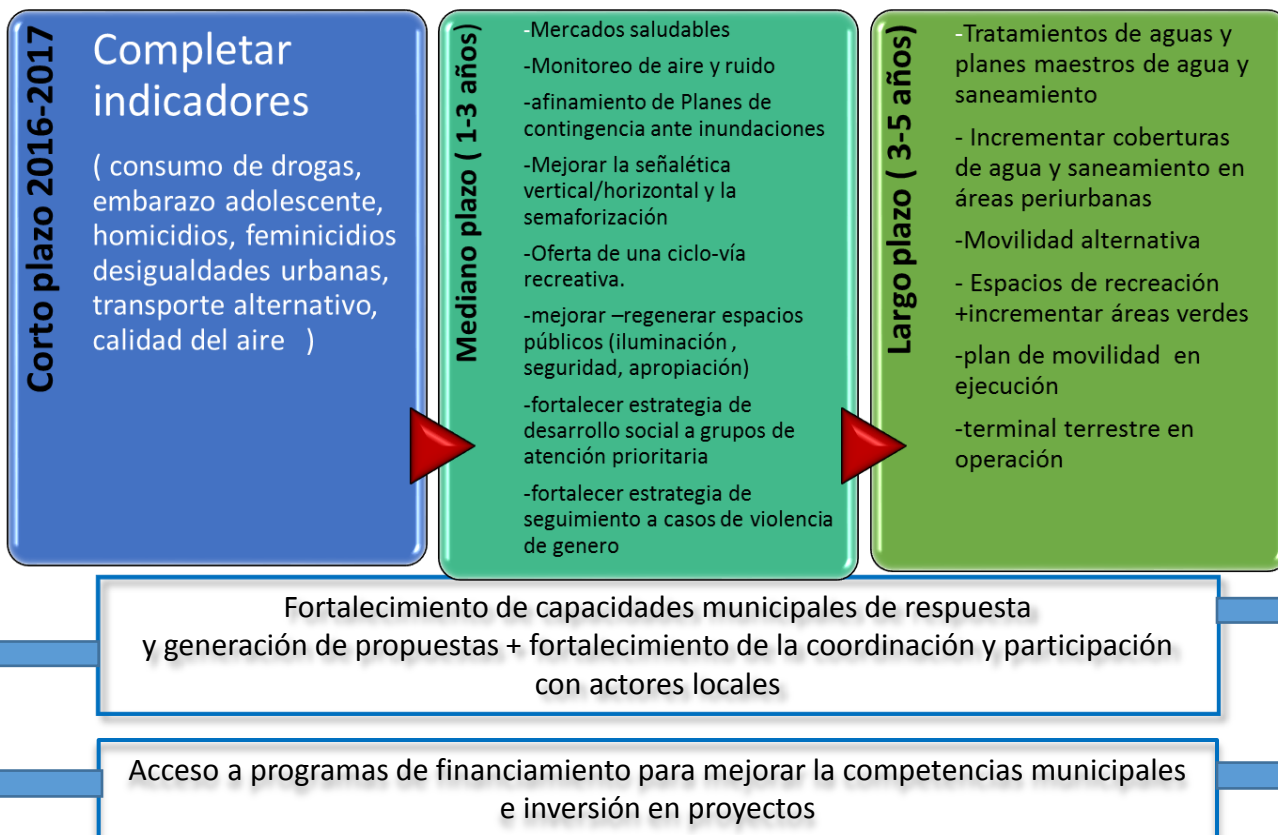 Corto plazo 2016-2017
Completar
indicadores
( consumo de drogas,
embarazo adolescente,
homicidios, feminicidios
desigualdades urbanas,
transporte alternativo,
calidad del aire )
Mediano plazo ( 1-3 años)
-Mercados saludables
-Monitoreo de aire y ruido
-afinamiento de Planes de
contingencia ante inundaciones
-Mejorar la señalética
vertical/horizontal y la
semaforización
-Oferta de una ciclo-vía
recreativa.
-mejorar –regenerar espacios
públicos (iluminación ,
seguridad, apropiación)
-fortalecer estrategia de
desarrollo social a grupos de
atención prioritaria
-fortalecer estrategia de
seguimiento a casos de violencia
de genero
Largo plazo ( 3-5 años)
-Tratamientos de aguas y
planes maestros de agua y
saneamiento
- Incrementar coberturas
de agua y saneamiento en
áreas periurbanas
-Movilidad alternativa
- Espacios de recreación
+incrementar áreas verdes
-plan de movilidad en
ejecución
-terminal terrestre en
operación
Fortalecimiento de capacidades municipales de respuesta
y generación de propuestas + fortalecimiento de la coordinación y participación
con actores locales
Acceso a programas de financiamiento para mejorar la competencias municipales
e inversión en proyectos